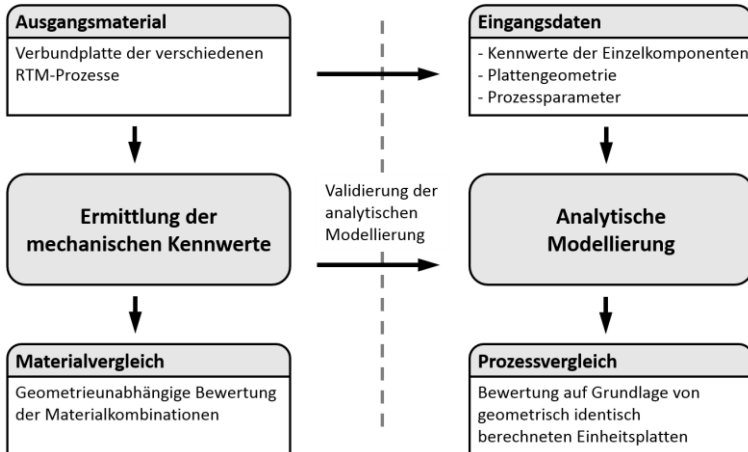 Ausgangsmaterial
Verbundplatte der verschiedenen
RTM-Prozesse
Eingangsdaten
- Kennwerte der Einzelkomponenten
- Plattengeometrie
- Prozessparameter
Ermittlung der
mechanischen Kennwerte
Validierung der
analytischen
Modellierung
Analytische
Modellierung
Materialvergleich
Geometrieunabhängige Bewertung
der Materialkombinationen
Prozessvergleich
Bewertung auf Grundlage von
geometrisch identisch
berechneten Einheitsplatten